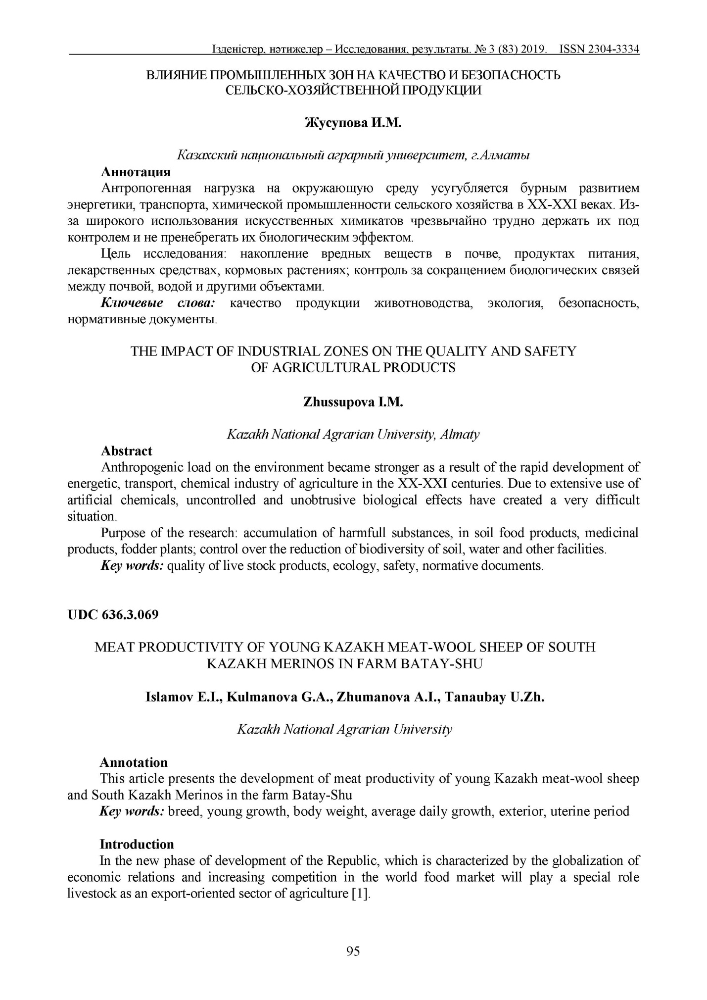 Ізденістер, нәтижелер – Исследования, результаты. № 3 (83) 2019. ISSN 2304-3334
ВЛИЯНИЕ ПРОМЫШЛЕННЫХ ЗОН НА КАЧЕСТВО И БЕЗОПАСНОСТЬ
СЕЛЬСКО-ХОЗЯЙСТВЕННОЙ ПРОДУКЦИИ
Жусупова И.М.
Казахский национальный аграрный университет, г.Алматы
Аннотация
Антропогенная нагрузка на окружающую среду усугубляется бурным развитием
энергетики, транспорта, химической промышленности сельского хозяйства в XX-XXI веках. Из-
за широкого использования искусственных химикатов чрезвычайно трудно держать их под
контролем и не пренебрегать их биологическим эффектом.
Цель исследования: накопление вредных веществ в почве, продуктах питания,
лекарственных средствах, кормовых растениях; контроль за сокращением биологических связей
между почвой, водой и другими объектами.
Ключевые слова: качество продукции животноводства, экология, безопасность,
нормативные документы.
THE IMPACT OF INDUSTRIAL ZONES ON THE QUALITY AND SAFETY
OF AGRICULTURAL PRODUCTS
Zhussupova I.M.
Kazakh National Agrarian University, Almaty
Abstract
Anthropogenic load on the environment became stronger as a result of the rapid development of
energetic, transport, chemical industry of agriculture in the XX-XXI centuries. Due to extensive use of
artificial chemicals, uncontrolled and unobtrusive biological effects have created a very difficult
situation.
Purpose of the research: accumulation of harmfull substances, in soil food products, medicinal
products, fodder plants; control over the reduction of biodiversity of soil, water and other facilities.
Key words: quality of live stock products, ecology, safety, normative documents.
UDC 636.3.069
MEAT PRODUCTIVITY OF YOUNG KAZAKH MEAT-WOOL SHEEP OF SOUTH
KAZAKH MERINOS IN FARM BATAY-SHU
Islamov E.I., Kulmanova G.A., Zhumanova A.I., Tanaubay U.Zh.
Kazakh National Agrarian University
Annotation
This article presents the development of meat productivity of young Kazakh meat-wool sheep
and South Kazakh Merinos in the farm Batay-Shu
Key words: breed, young growth, body weight, average daily growth, exterior, uterine period
Introduction
In the new phase of development of the Republic, which is characterized by the globalization of
economic relations and increasing competition in the world food market will play a special role
livestock as an export-oriented sector of agriculture [1].
95